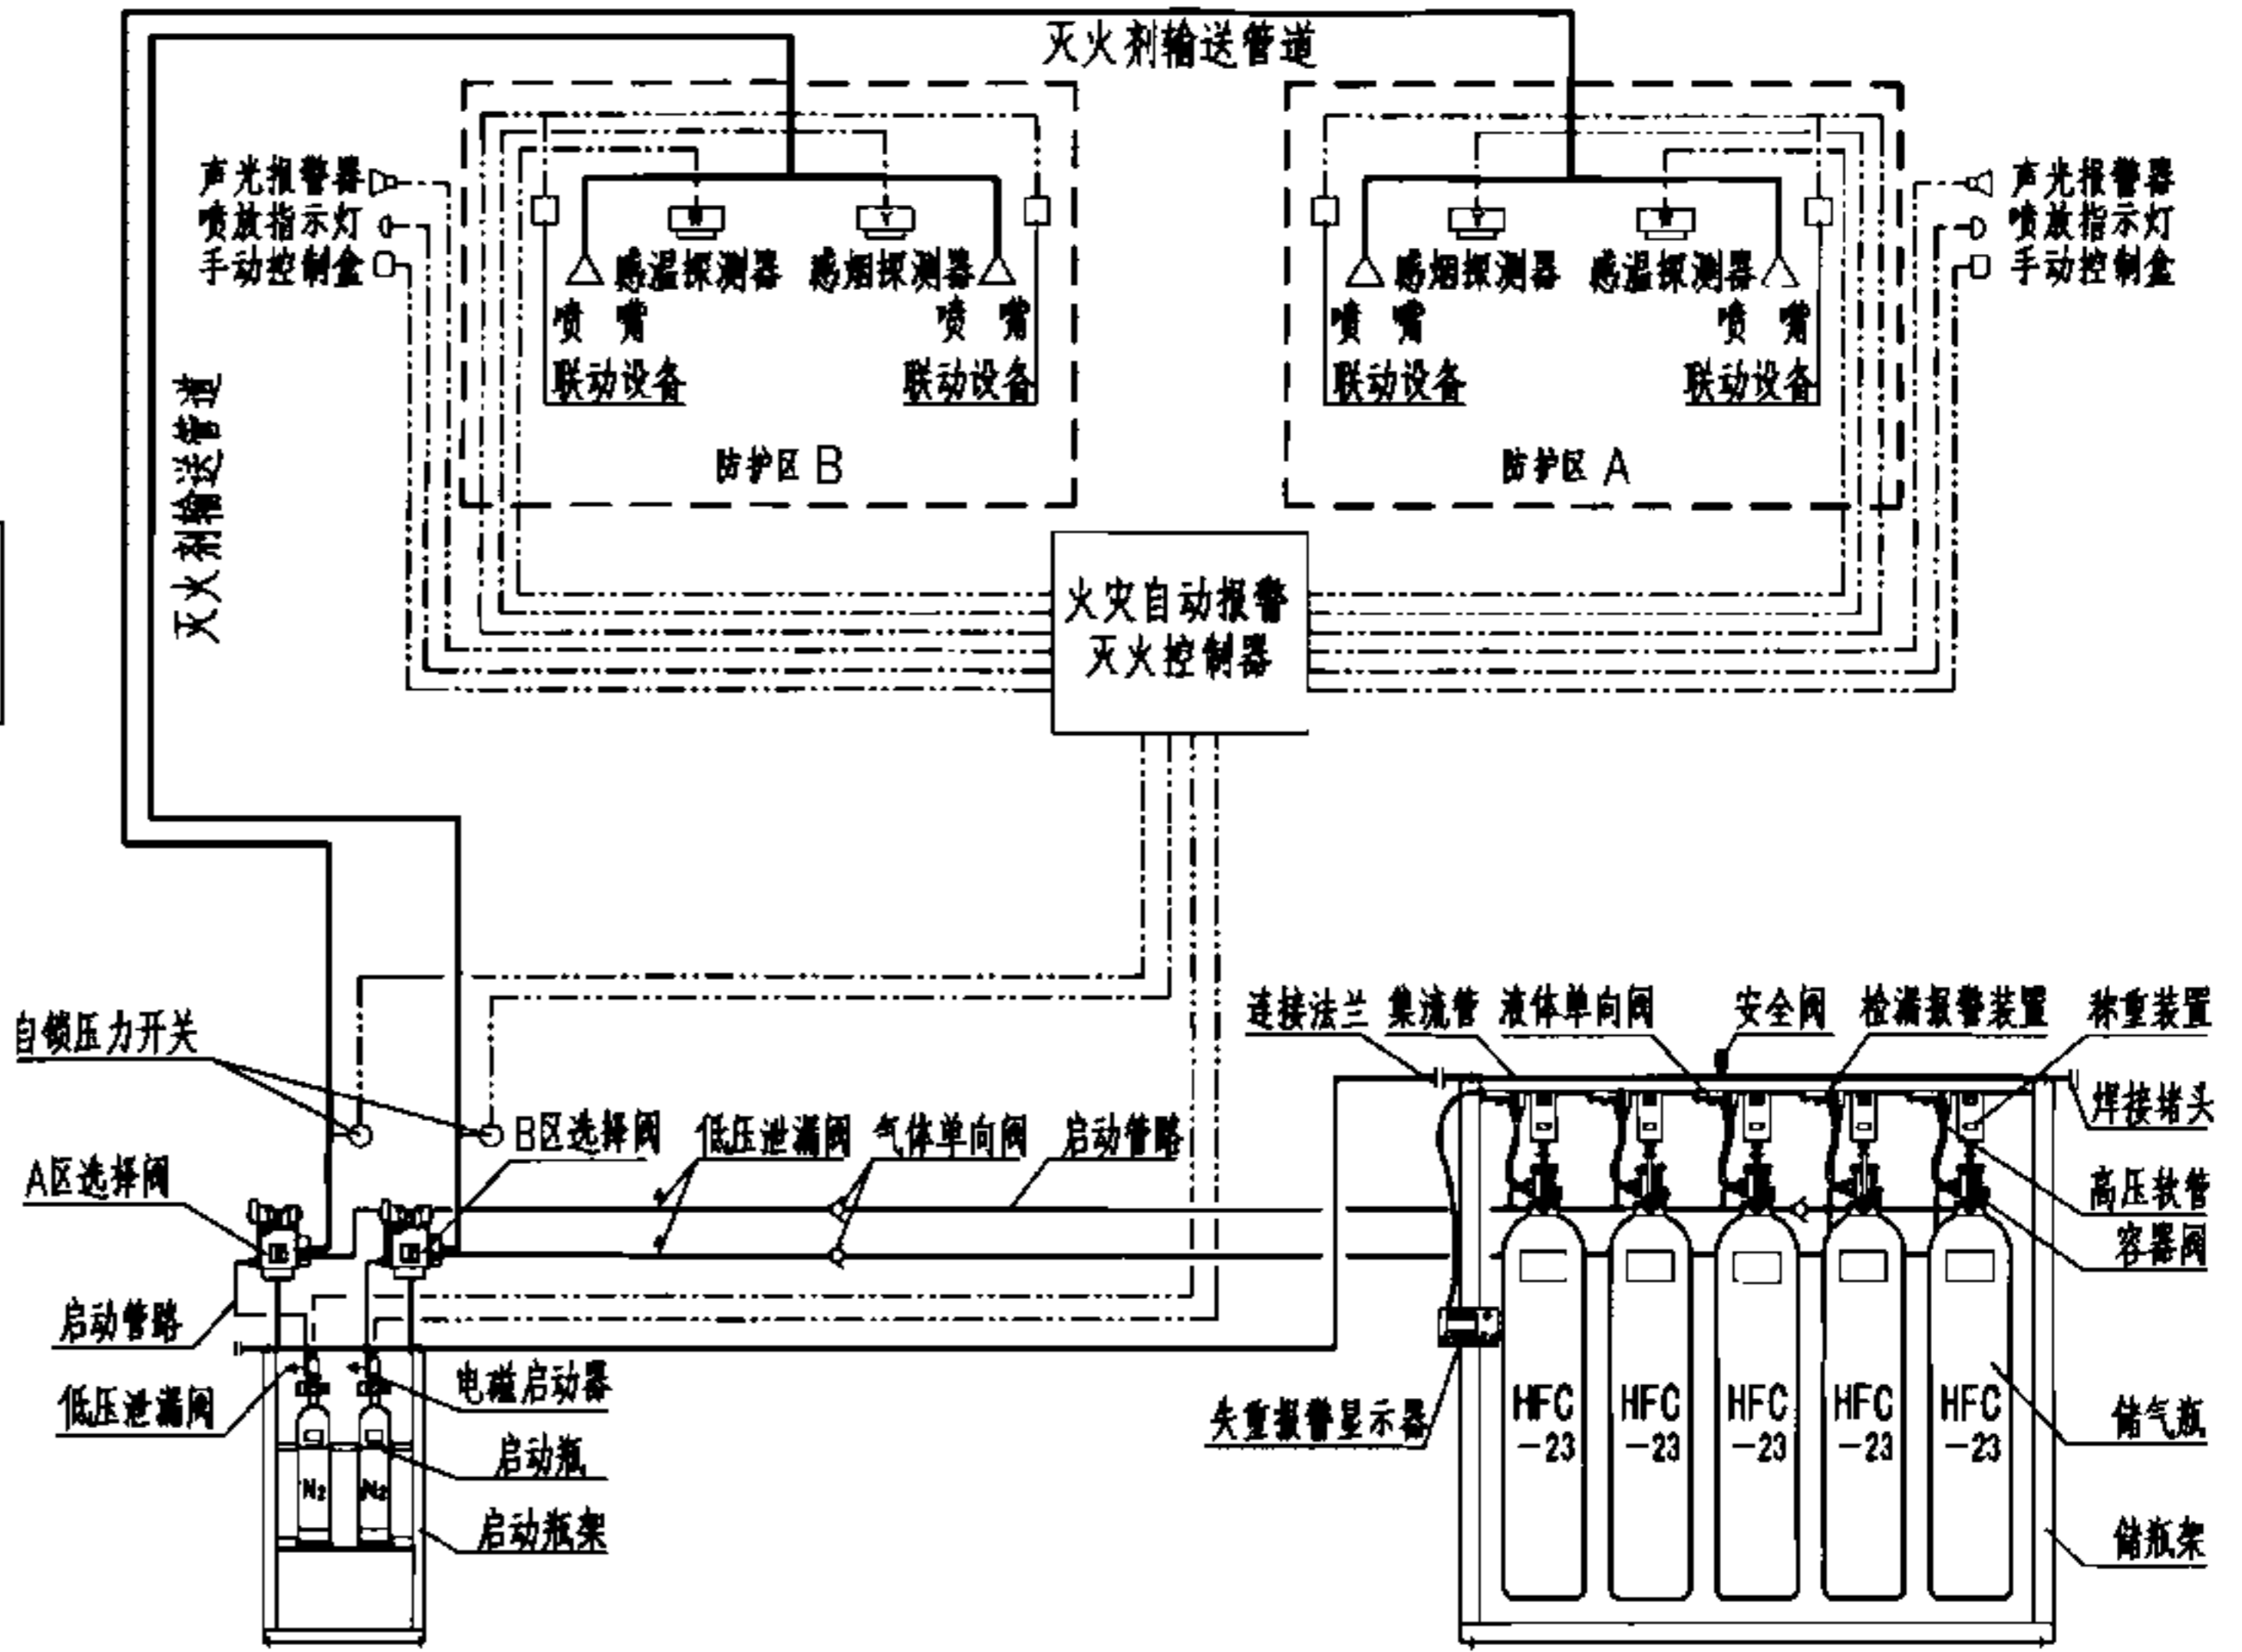 灭火剂输送管道
声光报警器
喷放指示灯
手动控制盒
感温探测器
感烟探测器
喷 嘴
喷 嘴
联动设备
联动设备
防护区 B
感烟探测器
感温探测器
喷 嘴
喷 嘴
联动设备
联动设备
防护区 A
声光报警器
喷放指示灯
手动控制盒
灭火剂输送管道
火灾自动报警
灭火控制器
自锁压力开关
A区选择阀
B区选择阀
低压泄漏阀
气体单向阀
启动管路
连接法兰
集流管
液体单向阀
安全阀
检漏报警装置
称重装置
焊接堵头
高压软管
容器阀
启动管路
低压泄漏阀
电磁启动器
启动瓶
启动瓶架
N2
N2
失重报警显示器
HFC
-23
HFC
-23
HFC
-23
HFC
-23
HFC
-23
储气瓶
储瓶架